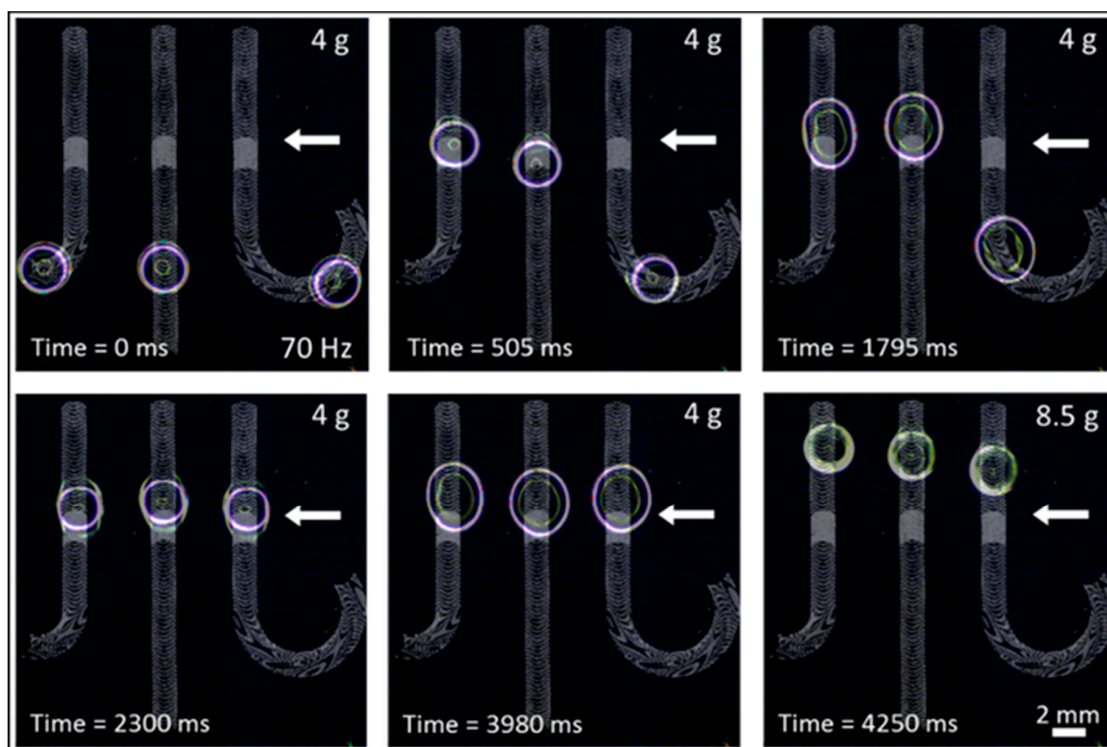 4 g
Time = 0 ms
70 Hz
4 g
Time = 505 ms
4 g
Time = 1795 ms
4 g
Time = 2300 ms
4 g
Time = 3980 ms
8.5 g
Time = 4250 ms
2 mm